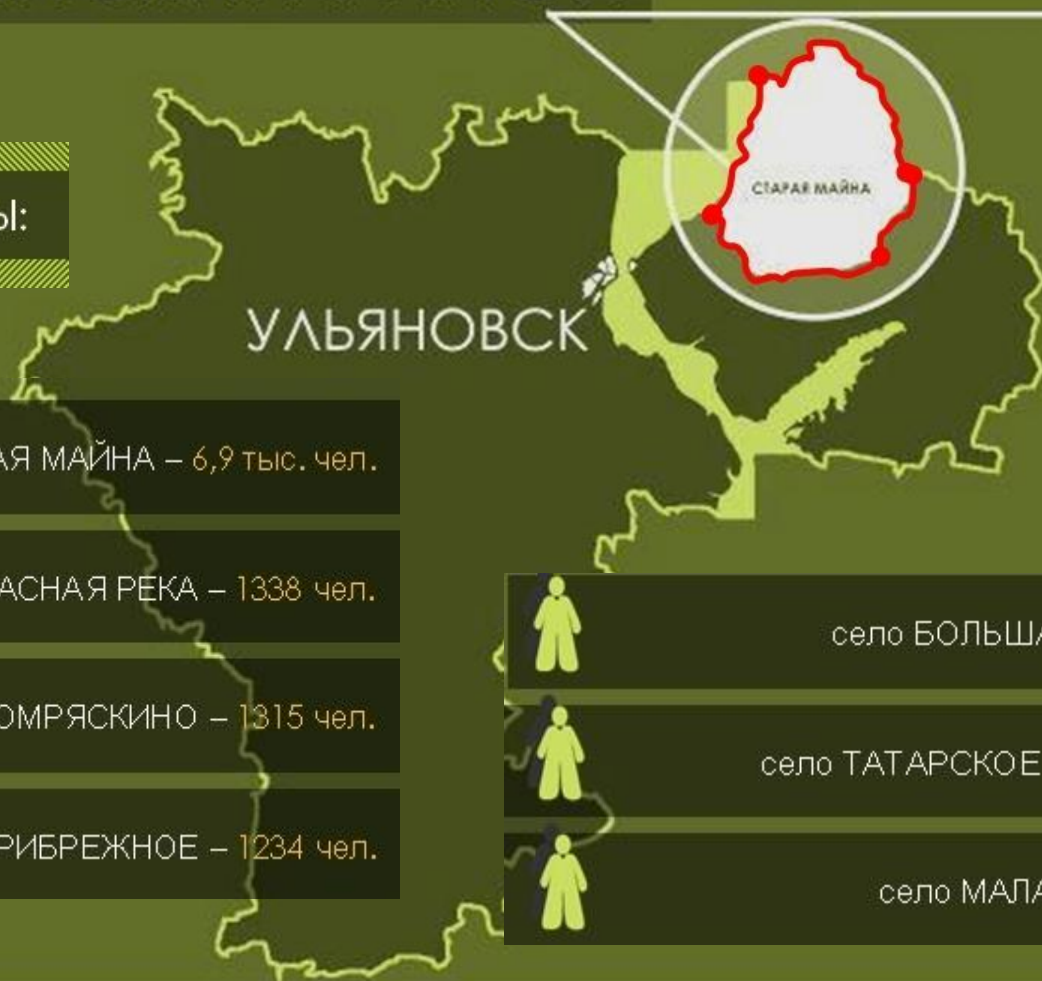 Ы:
СТАРАЯ МАЙНА
УЛЬЯНОВСК
АЯ МАЙНА – 6,9 тыс. чел.
АСНАЯ РЕКА – 1338 чел.
ОМРЯСКИНО – 1315 чел.
РИБРЕЖНОЕ – 1234 чел.
село БОЛЬША
село ТАТАРСКОЕ
село МАЛА